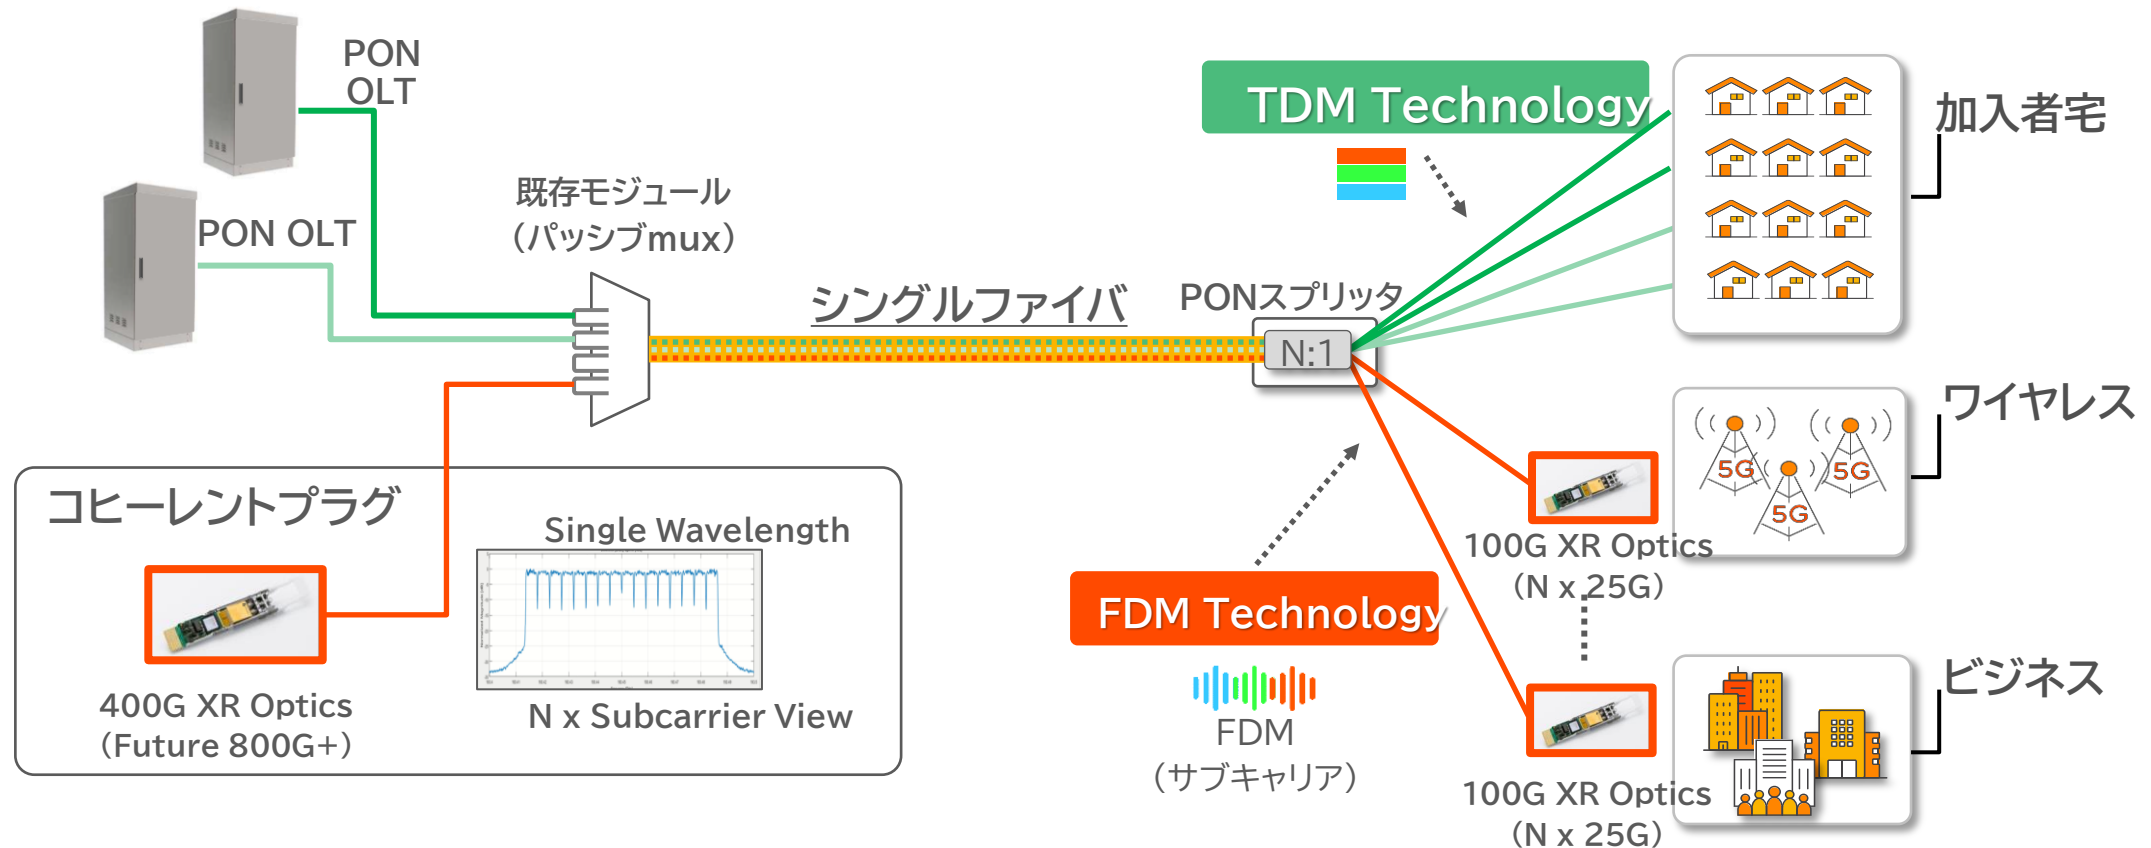 PON
OLT
PON OLT
既存モジュール
（パッシブmux）
シングルファイバ
PONスプリッタ
N:1
TDM Technology
加入者宅
ワイヤレス
5G
5G
5G
100G XR Optics
（N x 25G）
コヒーレントプラグ
Single Wavelength
N x Subcarrier View
400G XR Optics
（Future 800G+）
FDM Technology
FDM
（サブキャリア）
ビジネス
100G XR Optics
（N x 25G）